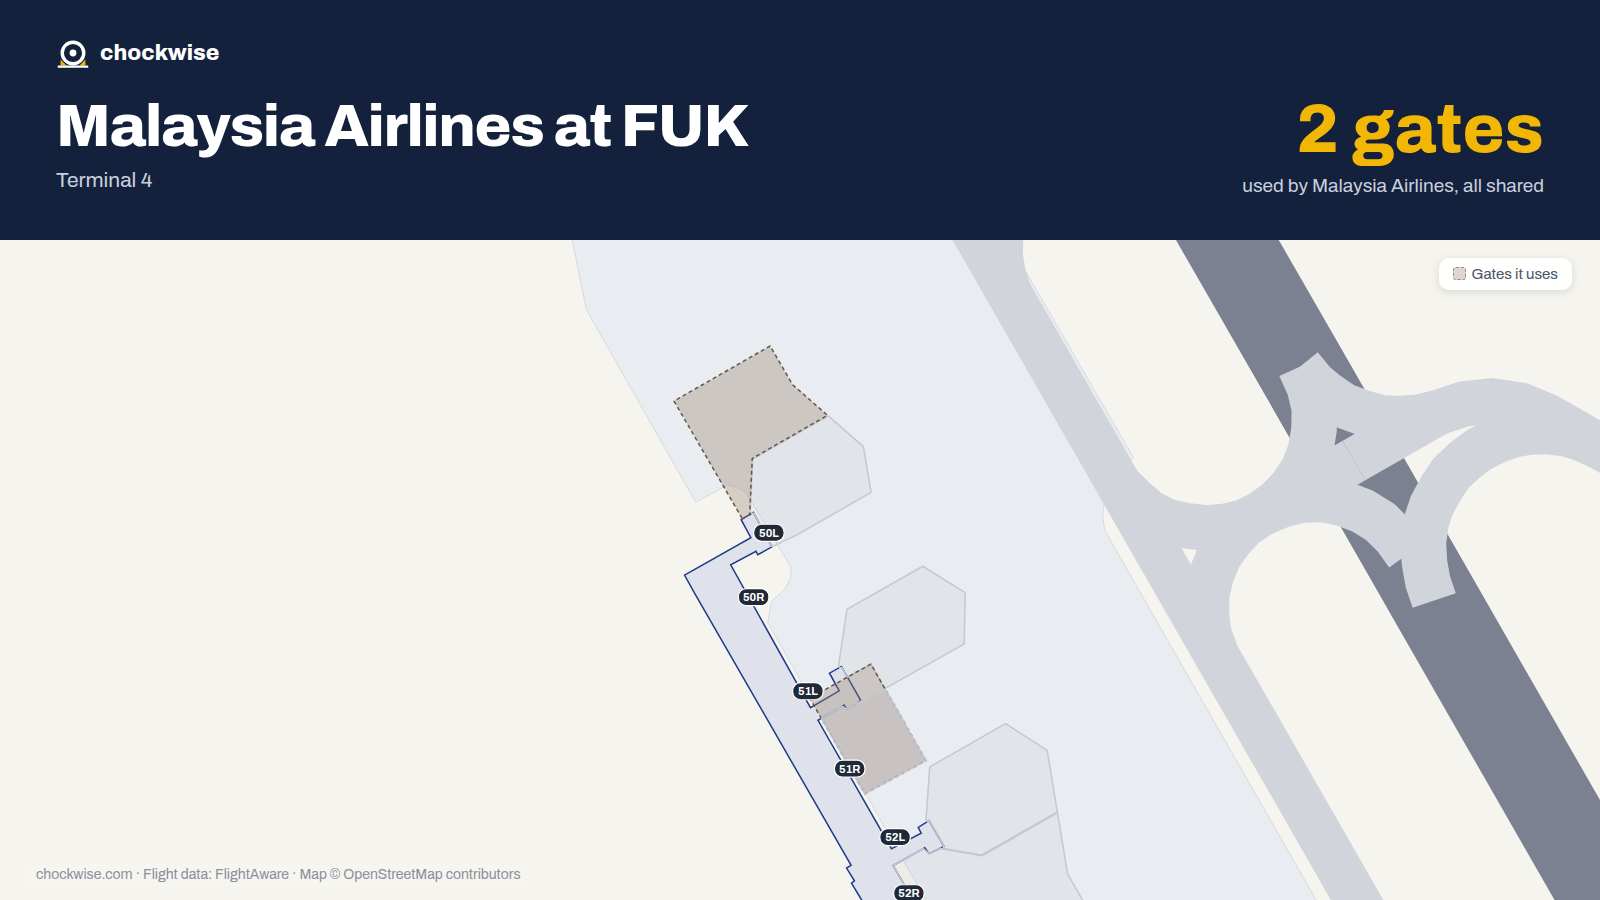 chockwise
Malaysia Airlines at FUK
Terminal 4
2 gates
used by Malaysia Airlines, all shared
Gates it uses
50L
50R
51L
51R
52L
52R
chockwise.com · Flight data: FlightAware · Map © OpenStreetMap contributors